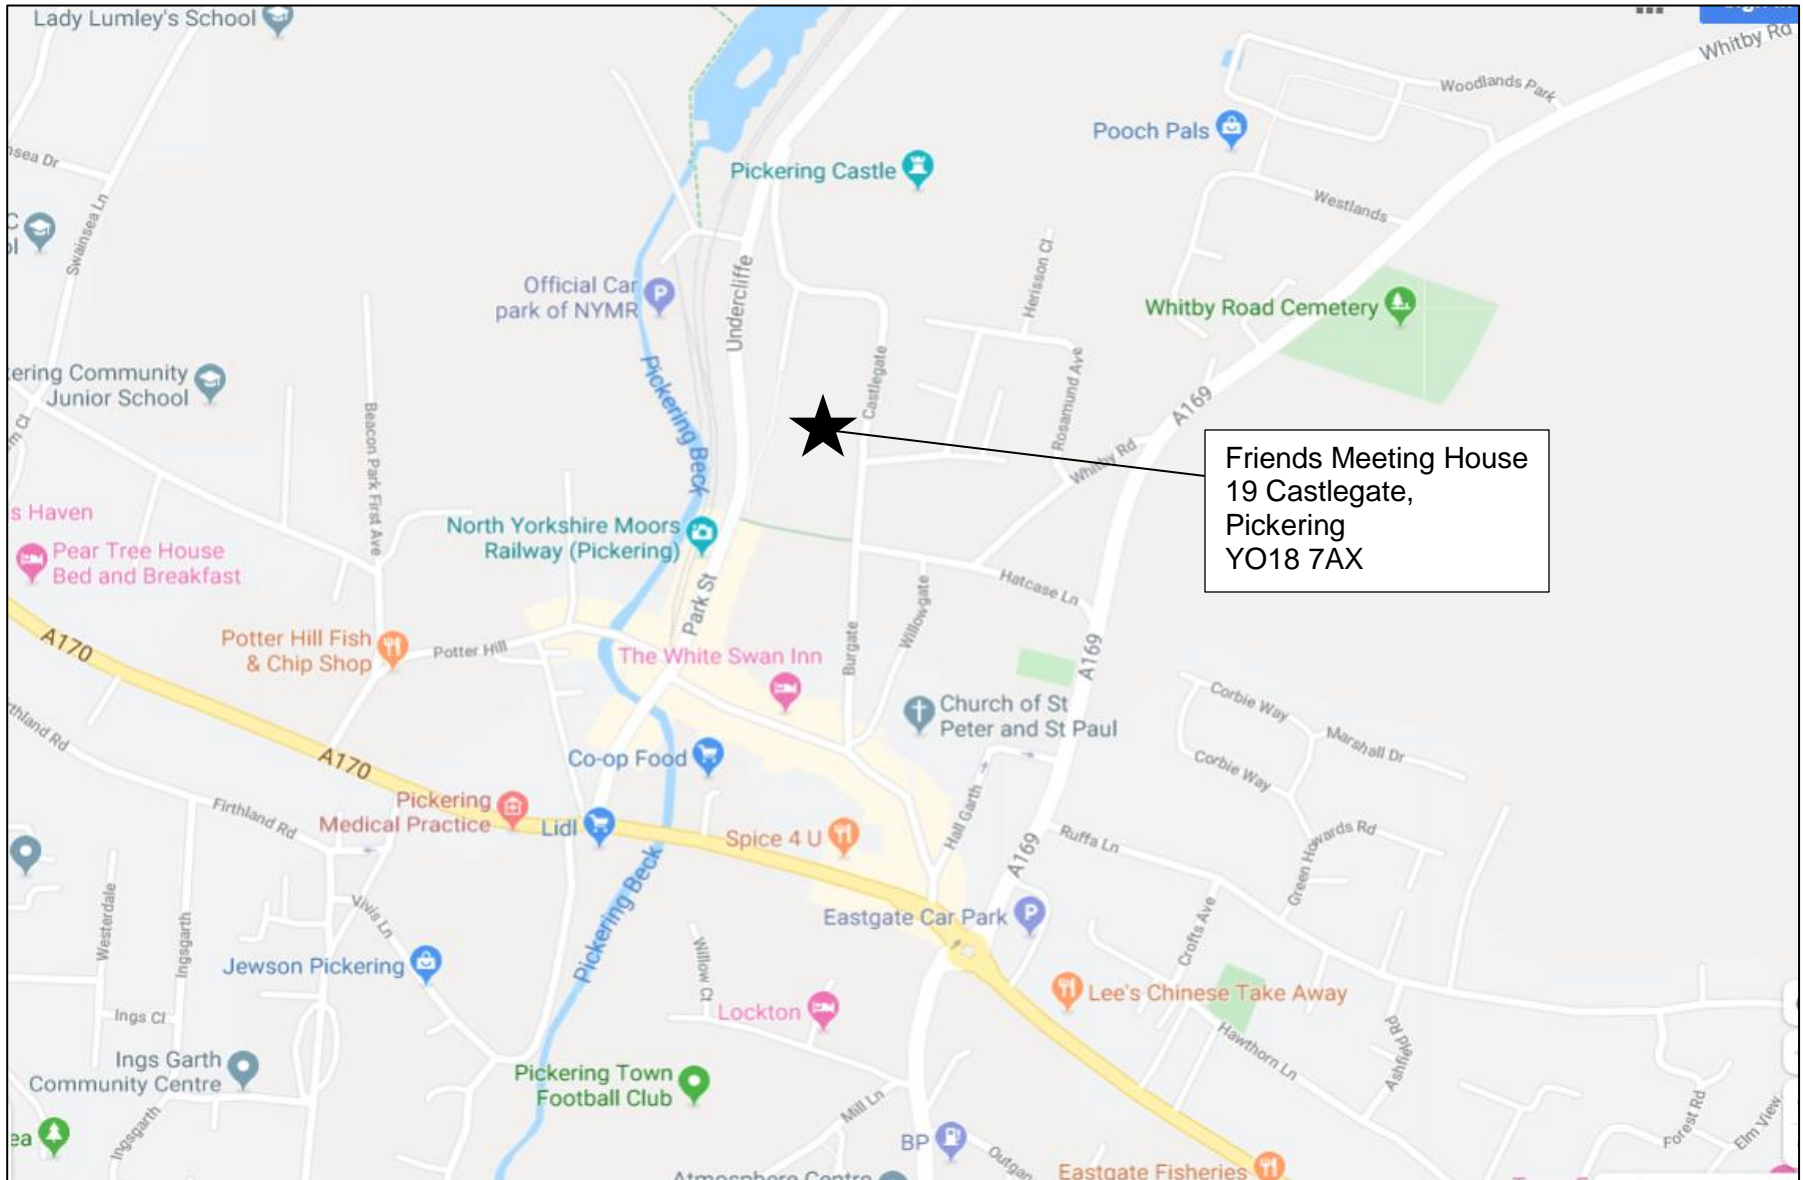 Lady Lumley's School
Whitby Rd
Woodlands Park
Pooch Pals
Pickering Castle
Westlands
Swainsea Ln
Herisson Cl
Undercliffe
Official Car
park of NYMR
Whitby Road Cemetery
Castlegate
Rosamund Ave
A169
Pickering Beck
Community
Junior School
Beacon Park First Ave
Whitby Rd
Friends Meeting House
19 Castlegate,
Pickering
YO18 7AX
North Yorkshire Moors
Railway (Pickering)
Haven
Pear Tree House
Bed and Breakfast
Park St
Hatcase Ln
Willowgate
Burgate
A170
Potter Hill Fish
& Chip Shop
Potter Hill
The White Swan Inn
A169
Church of St
Peter and St Paul
Corbie Way
Marshall Dr
Corbie Way
Co-op Food
A170
Firthland Rd
Pickering
Medical Practice
Lidl
Spice 4 U
Hall Garth
A169
Ruffa Ln
Green Howards Rd
Westerdale
Ingsgarth
Vivis Ln
Pickering Beck
Eastgate Car Park
Crofts Ave
Jewson Pickering
Willow Ct
Lockton
Lee's Chinese Take Away
Hawthorn Ln
Ashfield Rd
Ings Cl
Ings Garth
Community Centre
Pickering Town
Football Club
Mill Ln
Ingsgarth
BP
Forest Rd
Elm View
Atmosphere Centre
Eastgate Fisheries